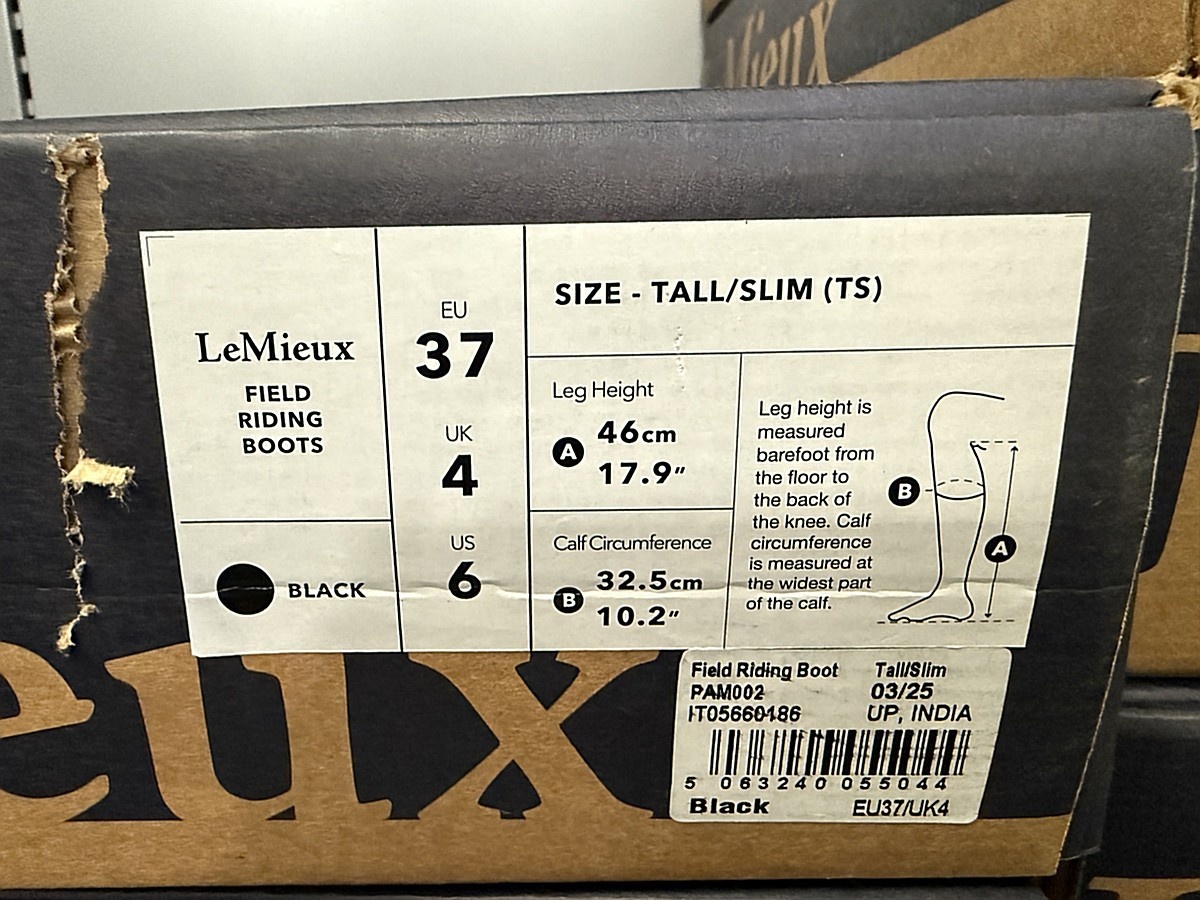 Mieux
LeMieux
FIELD
RIDING
BOOTS
BLACK
EU
37
UK
4
US
6
SIZE - TALL/SLIM (TS)
Leg Height
A 46cm
17.9"
Calf Circumference
B 32.5cm
10.2"
Leg height is
measured
barefoot from
the floor to
the back of
the knee. Calf
circumference
is measured at
the widest part
of the calf.
B
A
eux
Field Riding Boot Tall/Slim
PAM002 03/25
IT05660486 UP, INDIA
5 063240 055044
Black EU37/UK4